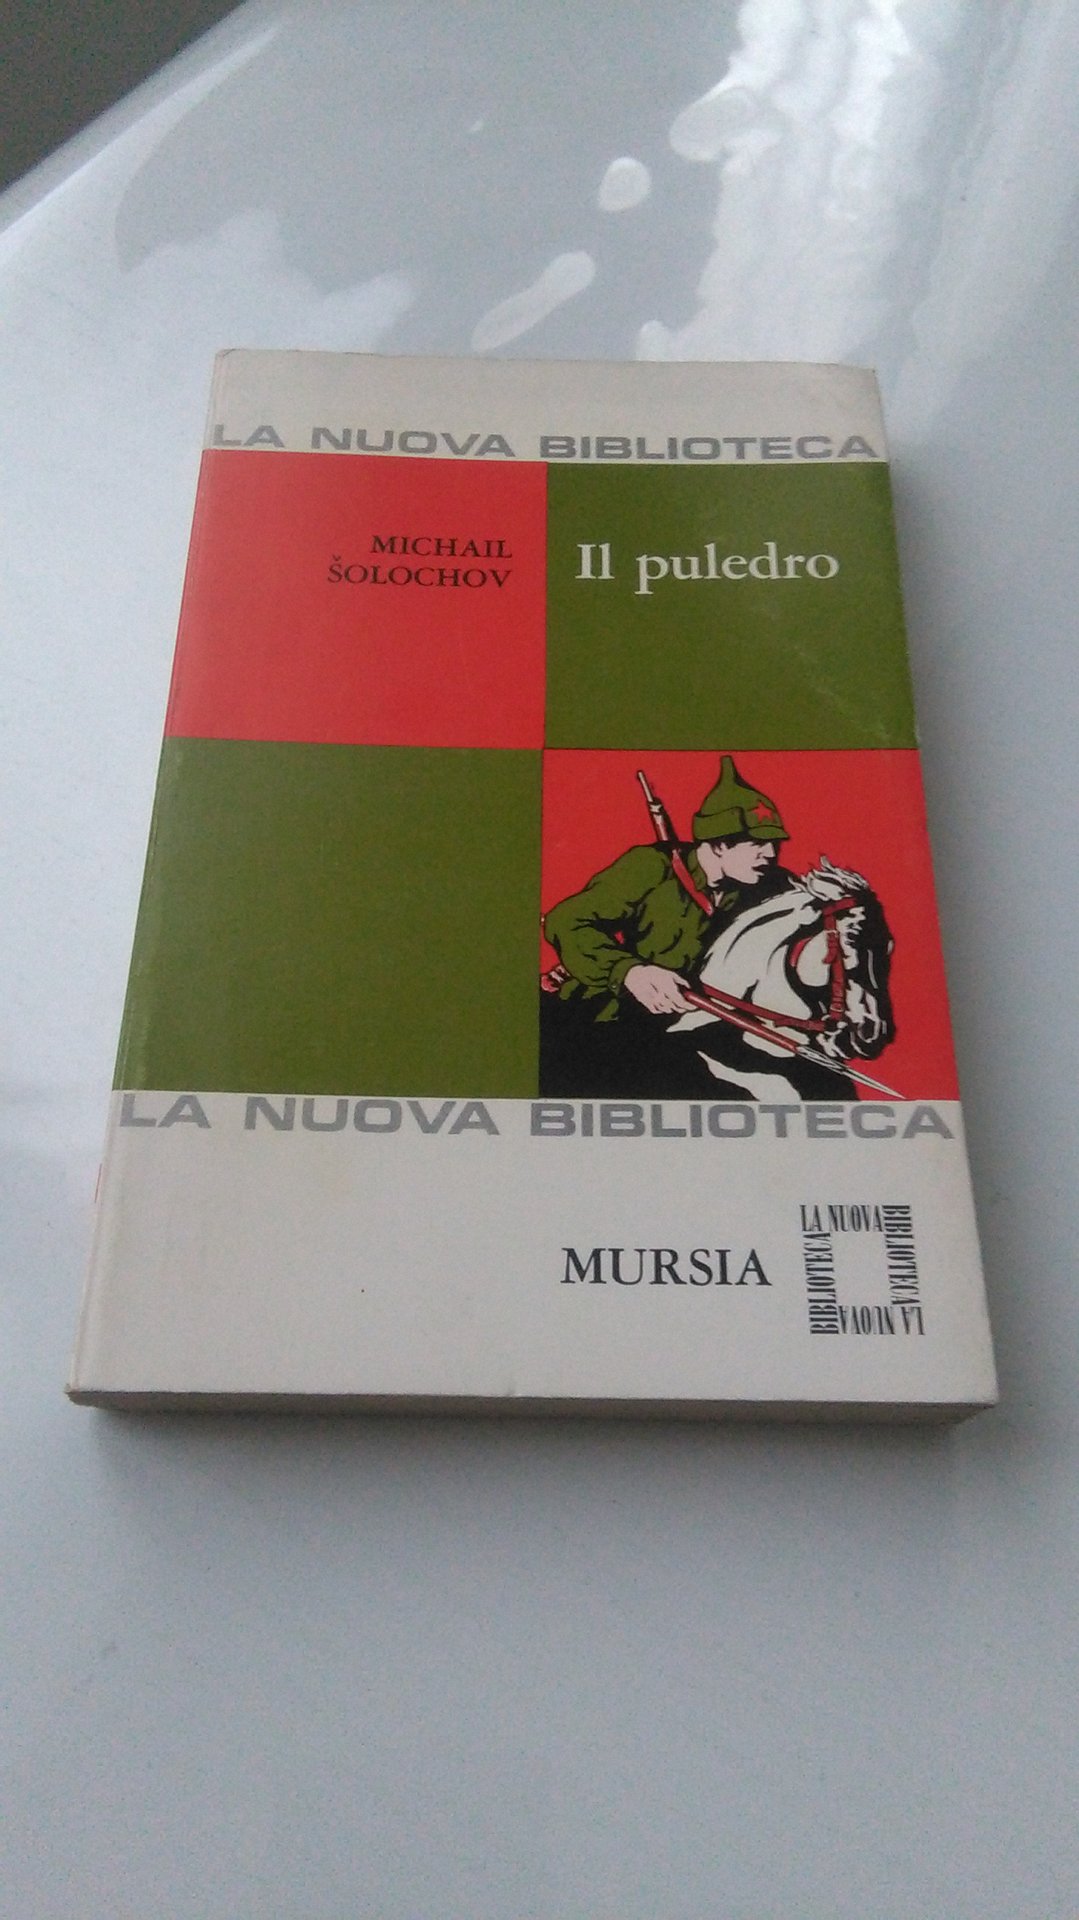 LA NUOVA BIBLIOTECA
MICHAIL
ŠOLOCHOV
Il puledro
LA NUOVA BIBLIOTECA
MURSIA
LA NUOVA
BIBLIOTECA
LA NUOVA
BIBLIOTECA